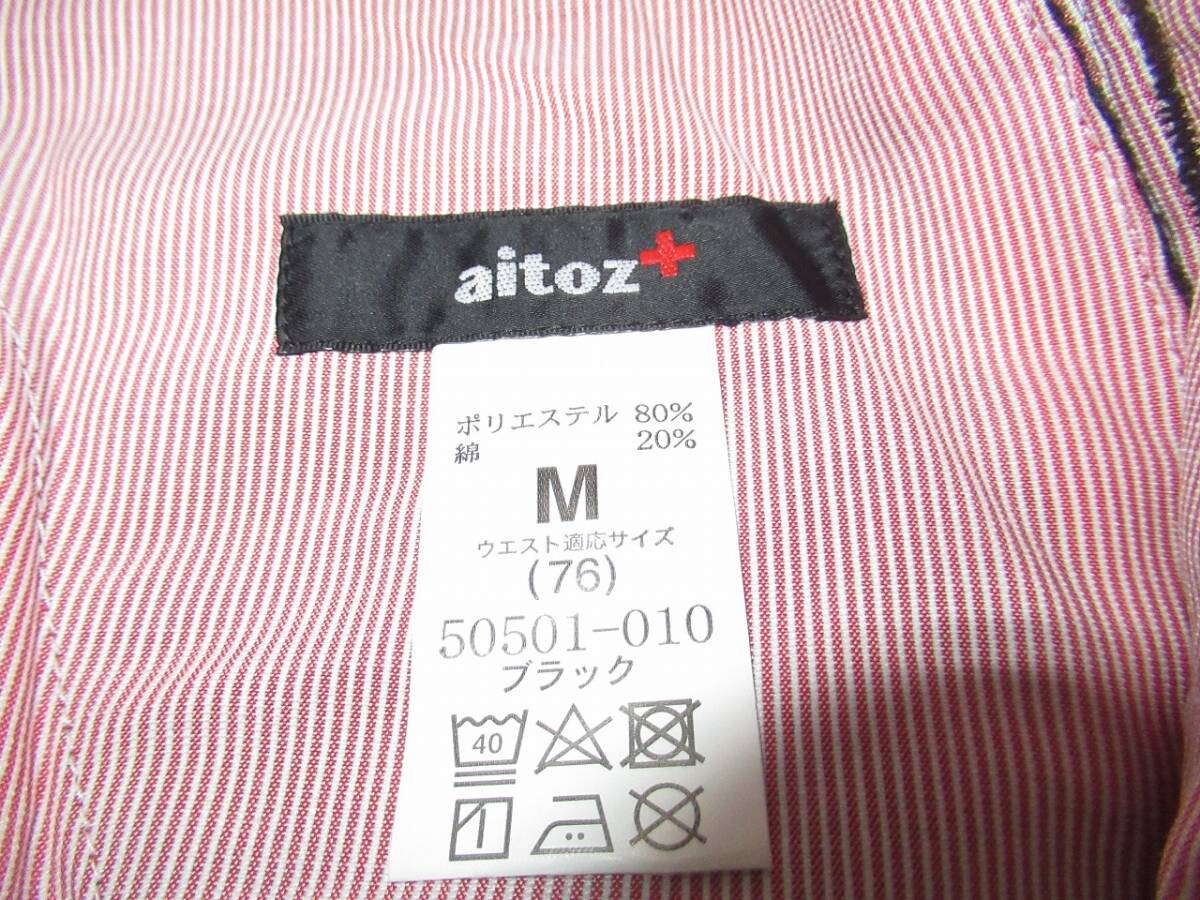 aitoz
ポリエステル 80%
綿 20%
M
ウエスト適応サイズ
(76)
50501-010
ブラック
40